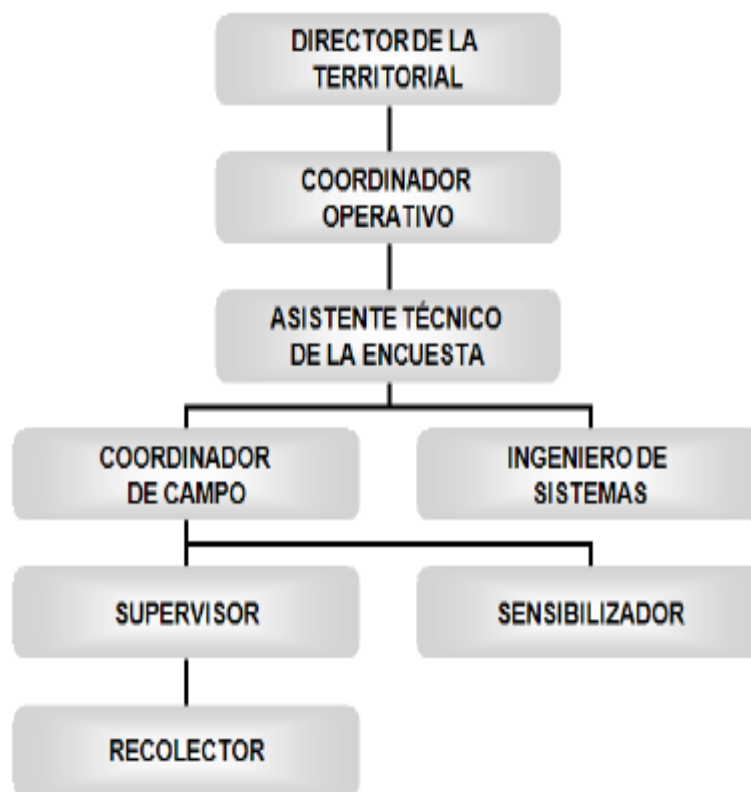 DIRECTOR DE LA
TERRITORIAL
COORDINADOR
OPERATIVO
ASISTENTE TÉCNICO
DE LA ENCUESTA
COORDINADOR
DE CAMPO
INGENIERO DE
SISTEMAS
SUPERVISOR
SENSIBILIZADOR
RECOLECTOR